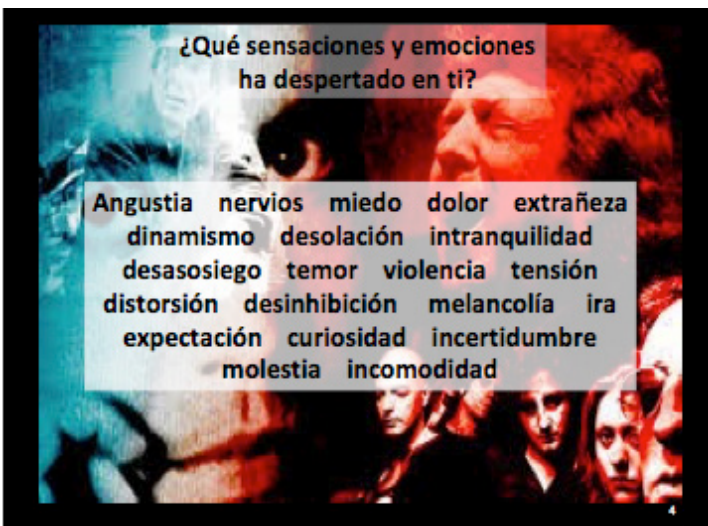 ¿Qué sensaciones y emociones
ha despertado en ti?
Angustia nervios miedo dolor extrañeza
dinamismo desolación intranquilidad
desasosiego temor violencia tensión
distorsión desinhibición melancolía ira
expectación curiosidad incertidumbre
molestia incomodidad
4